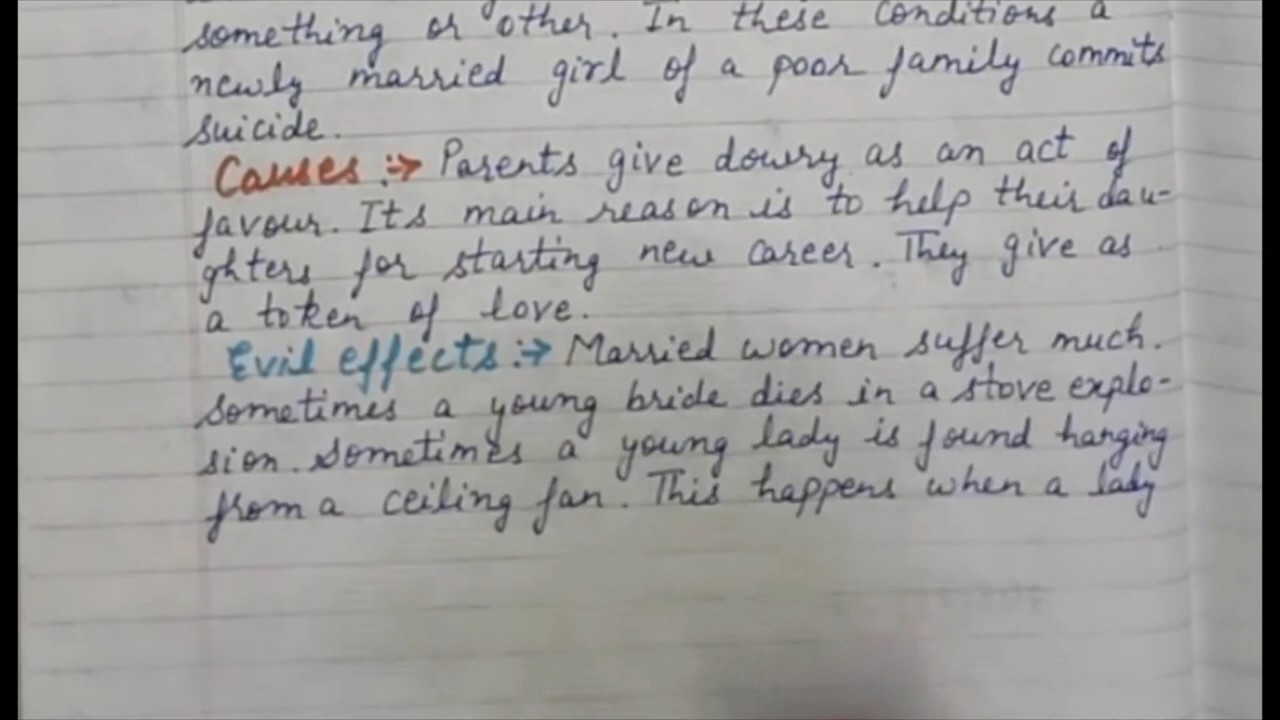 something or other. In these conditions a
newly married girl of a poor family commits
suicide.
Causes :→ Parents give dowry as an act of
favour. Its main reason is to help their dau-
ghters for starting new career. They give as
a token of love.
Evil effects :→ Married women suffer much.
Sometimes a young bride dies in a stove explo-
sion. Sometimes a young lady is found hanging
from a ceiling fan. This happens when a lady